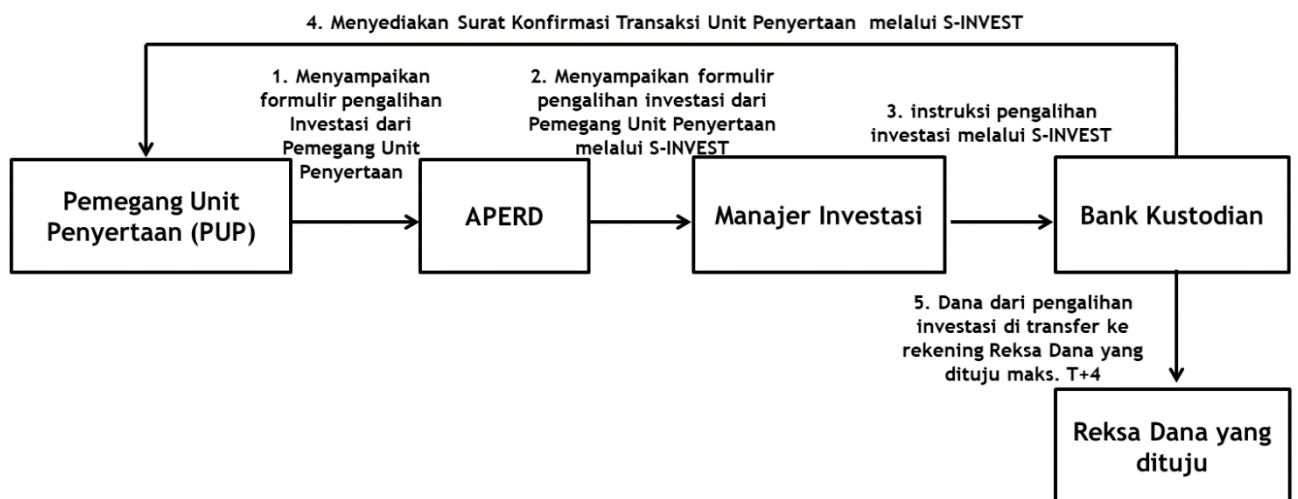 4. Menyediakan Surat Konfirmasi Transaksi Unit Penyertaan melalui S-INVEST
1. Menyampaikan
formulir pengalihan
Investasi dari
Pemegang Unit
Penyertaan
2. Menyampaikan formulir
pengalihan investasi dari
Pemegang Unit Penyertaan
melalui S-INVEST
3. instruksi pengalihan
investasi melalui S-INVEST
Pemegang Unit
Penyertaan (PUP)
APERD
Manajer Investasi
Bank Kustodian
5. Dana dari pengalihan
investasi di transfer ke
rekening Reksa Dana yang
dituju maks. T+4
Reksa Dana yang
dituju